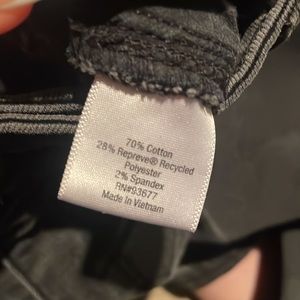 70% Cotton
28% Repreve® Recycled
Polyester
2% Spandex
RN#93677
Made in Vietnam